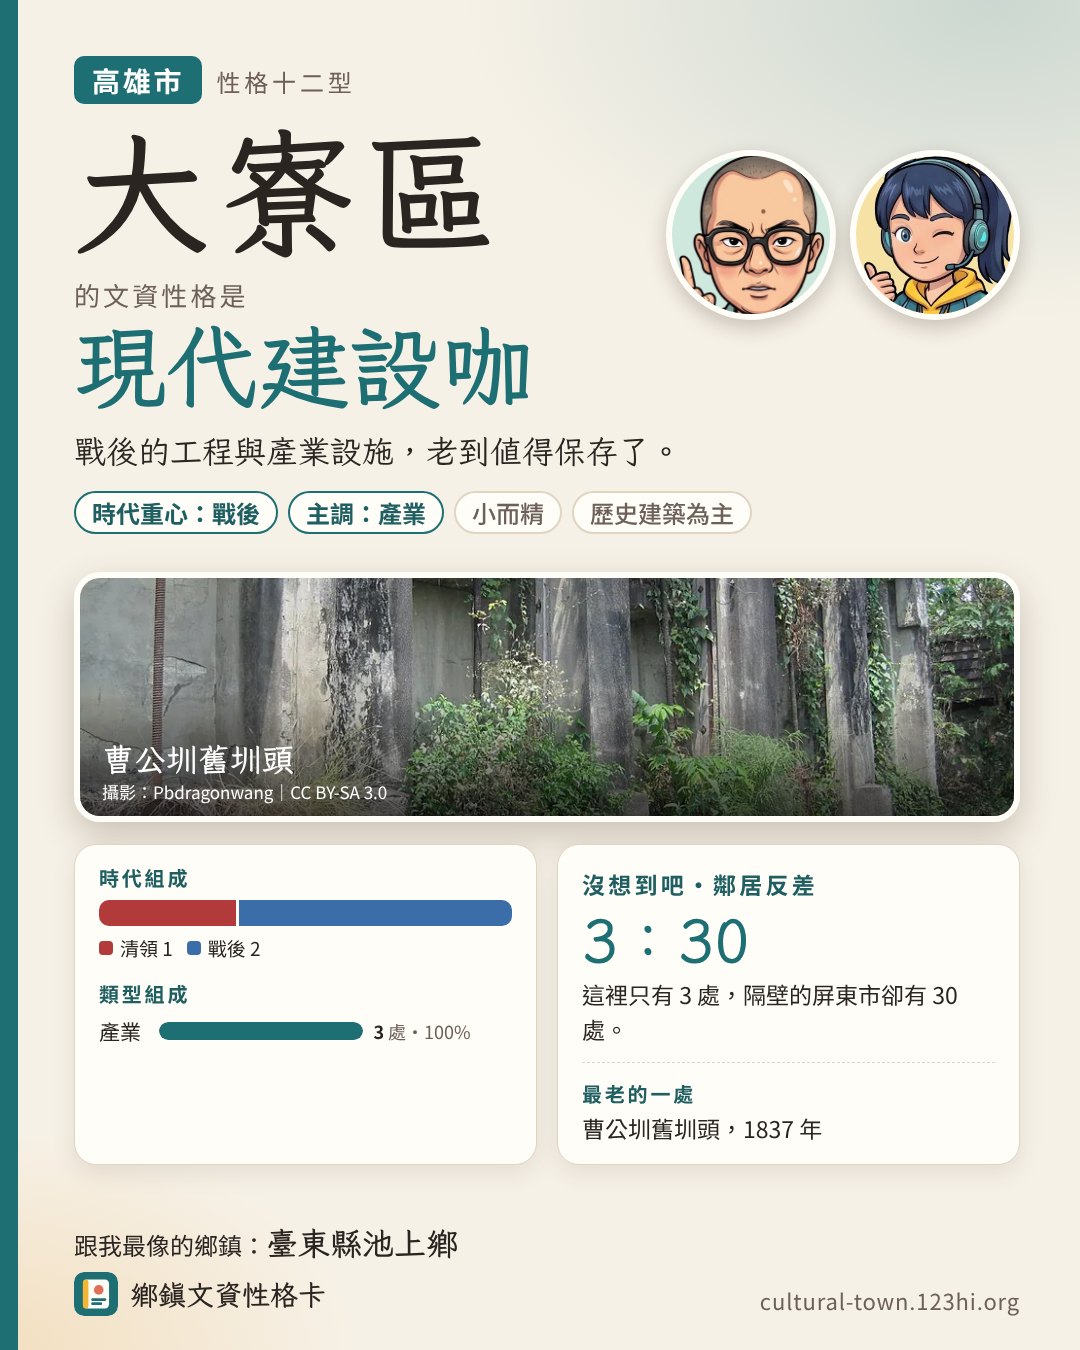 高雄市 性格十二型
大寮區
的文資性格是
現代建設咖
戰後的工程與產業設施，老到值得保存了。
時代重心：戰後 主調：產業 小而精 歷史建築為主
曹公圳舊圳頭
攝影：Pbdragonwang｜CC BY-SA 3.0
時代組成
清領 1 戰後 2
類型組成
產業 3 處・100%
沒想到吧・鄰居反差
3：30
這裡只有 3 處，隔壁的屏東市卻有 30
處。
最老的一處
曹公圳舊圳頭，1837 年
跟我最像的鄉鎮：臺東縣池上鄉
鄉鎮文資性格卡
cultural-town.123hi.org